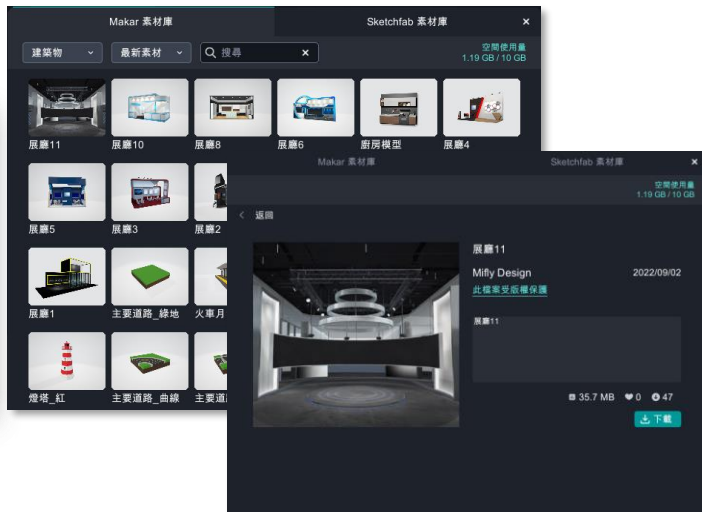 Makar 素材庫
Sketchfab 素材庫
×
建築物
最新素材
搜尋
×
空間使用量
1.19 GB / 10 GB
展廳11
展廳10
展廳8
展廳6
廚房模型
展廳4
展廳5
展廳3
展廳2
展廳1
主要道路_綠地
火車月
燈塔_紅
主要道路_曲線
主要道
Makar 素材庫
Sketchfab 素材庫
×
空間使用量
1.19 GB / 10 GB
< 返回
展廳11
Mifly Design
2022/09/02
此檔案受版權保護
展廳11
35.7 MB
0
47
下載